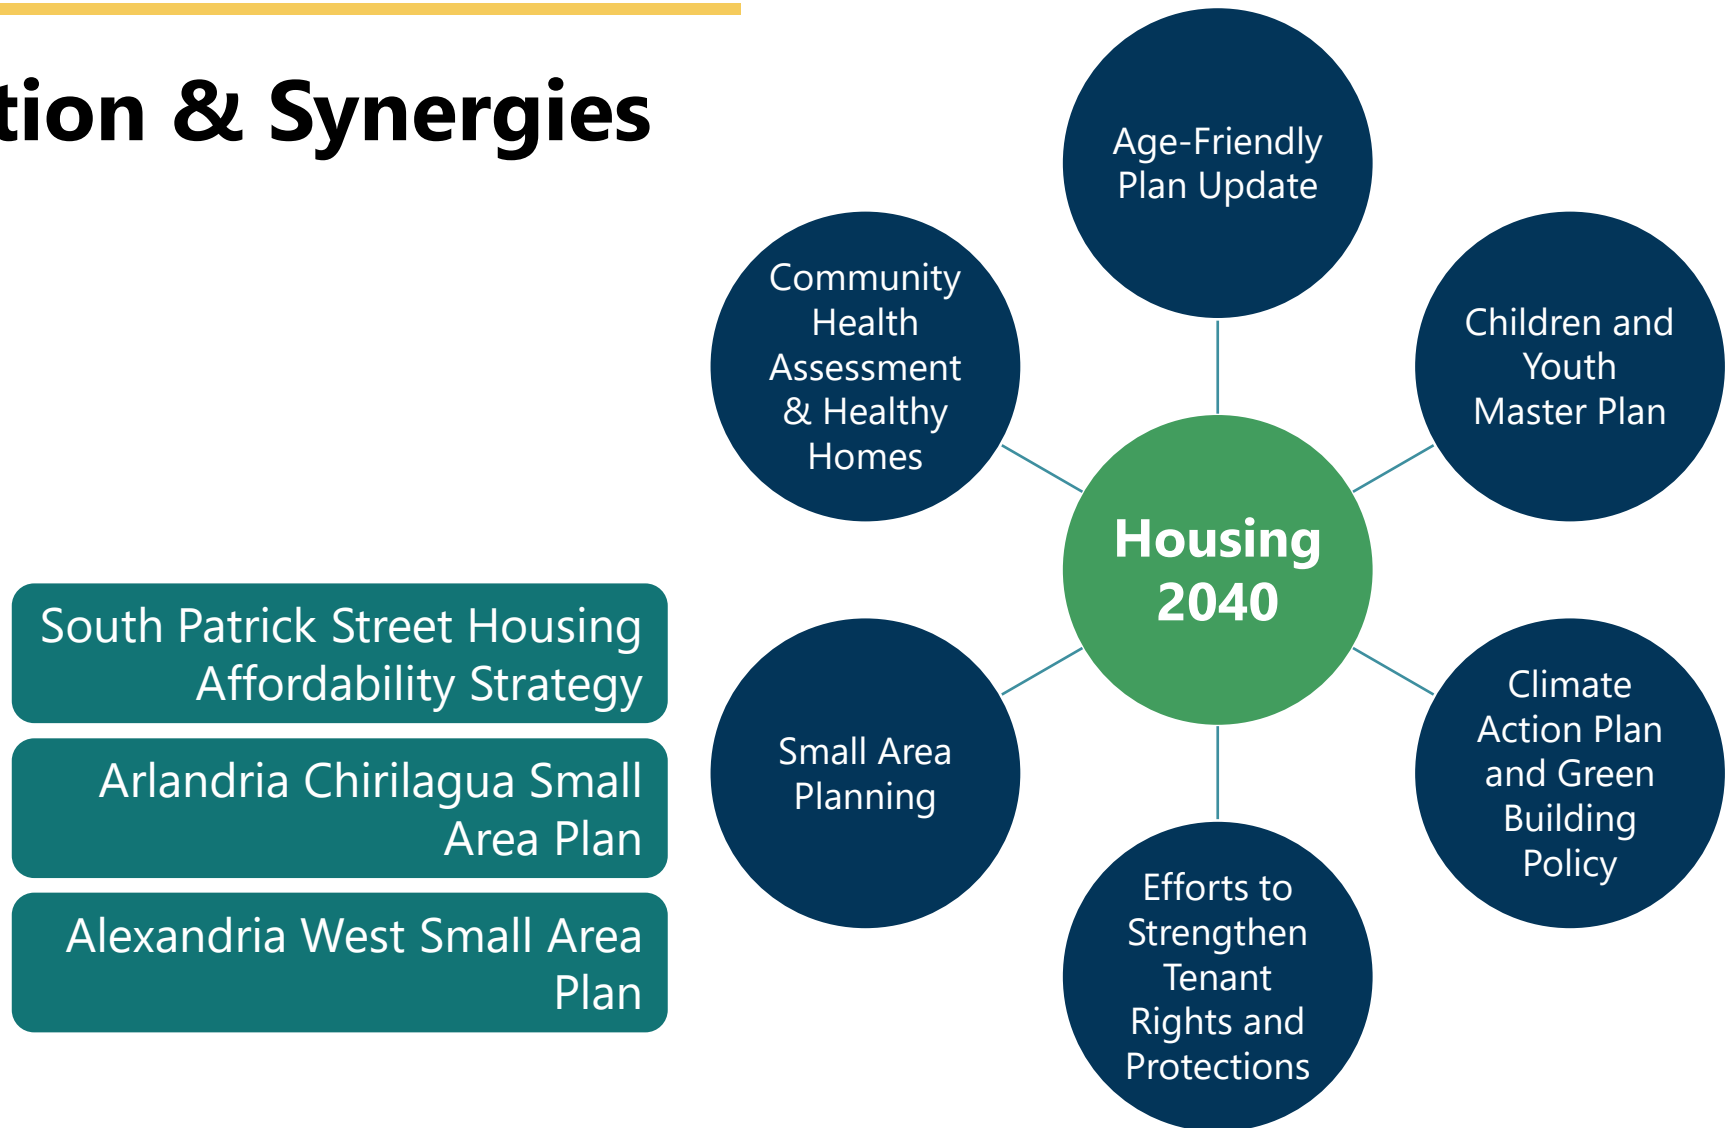 tion & Synergies
Age-Friendly
Plan Update
Children and
Youth
Master Plan
Climate
Action Plan
and Green
Building
Policy
Efforts to
Strengthen
Tenant
Rights and
Protections
Small Area
Planning
Community
Health
Assessment
& Healthy
Homes
Housing
2040
South Patrick Street Housing
Affordability Strategy
Arlandria Chirilagua Small
Area Plan
Alexandria West Small Area
Plan